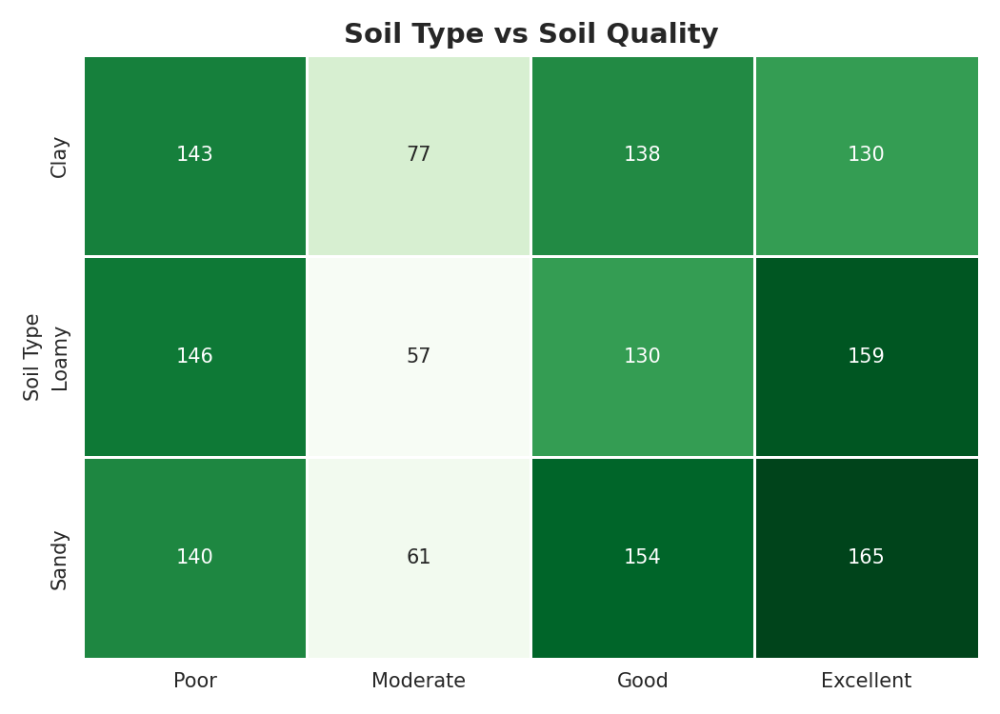 Soil Type vs Soil Quality
Soil Type
Clay
143 77 138 130
Loamy
146 57 130 159
Sandy
140 61 154 165
Poor Moderate Good Excellent